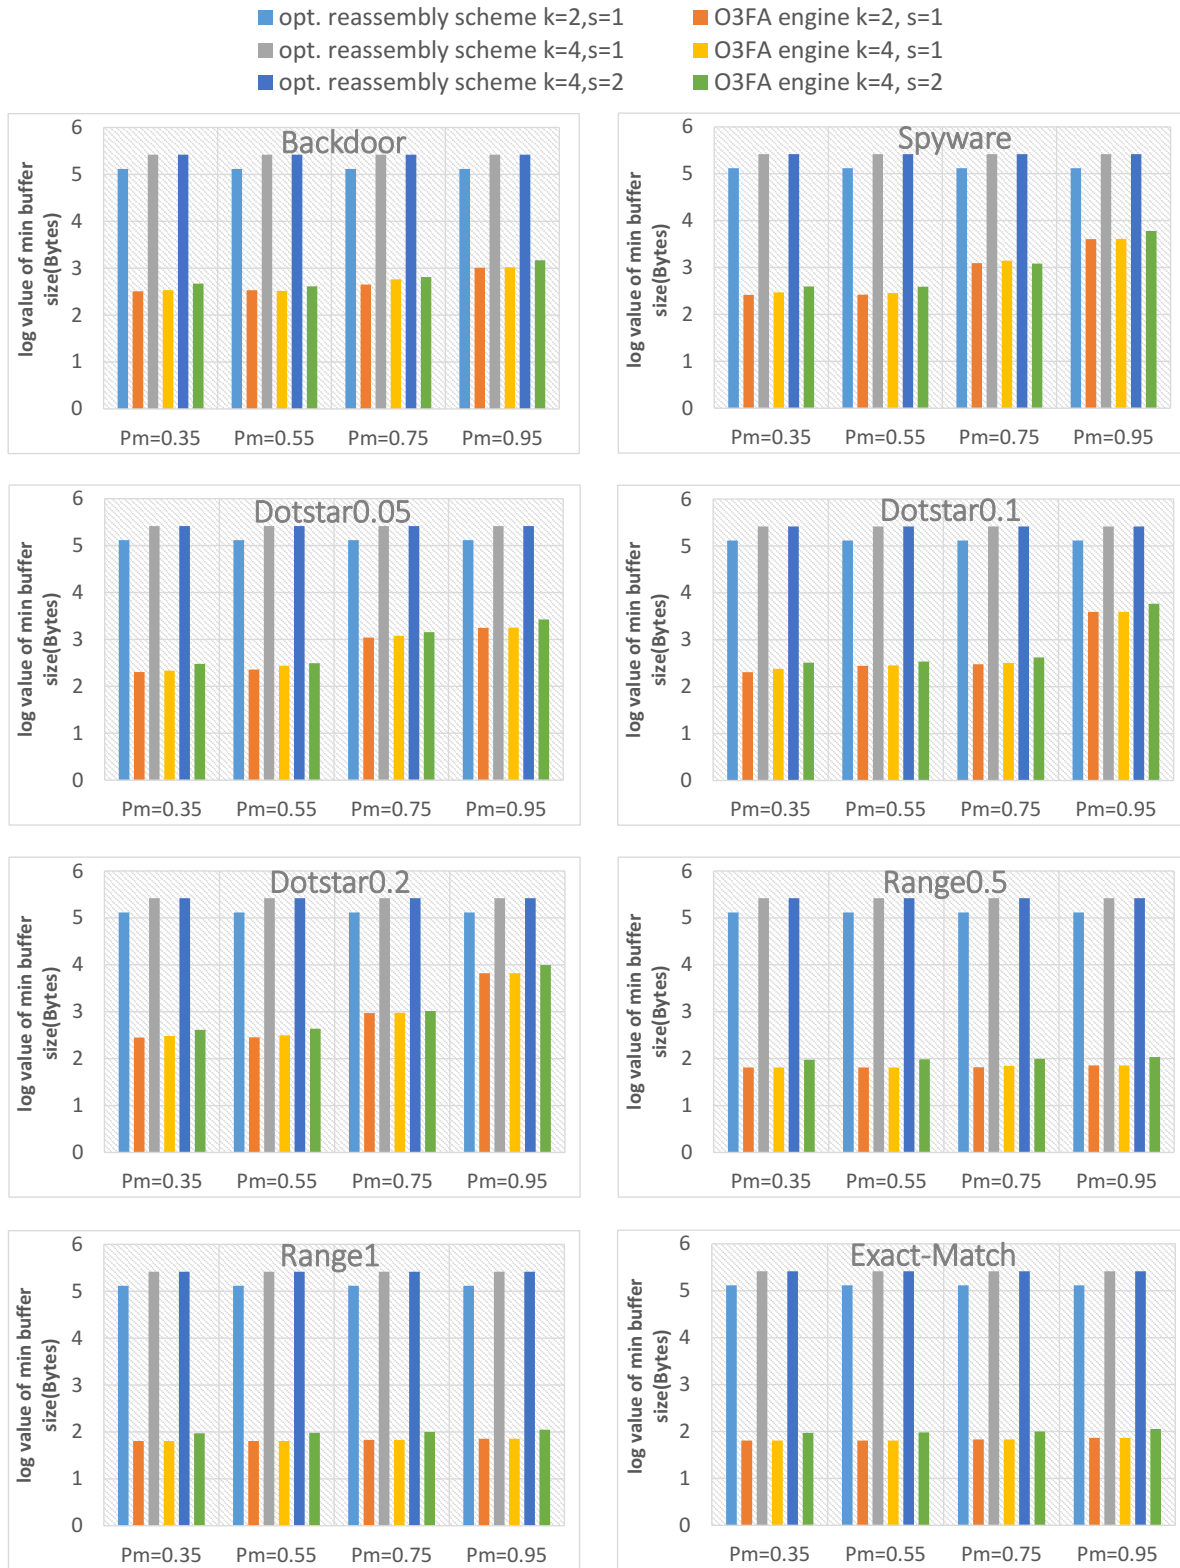 opt. reassembly scheme k=2,s=1
O3FA engine k=2, s=1
opt. reassembly scheme k=4,s=1
O3FA engine k=4, s=1
opt. reassembly scheme k=4,s=2
O3FA engine k=4, s=2
Backdoor
log value of min buffer
size(Bytes)
6
5
4
3
2
1
0
Pm=0.35 Pm=0.55 Pm=0.75 Pm=0.95
Spyware
log value of min buffer
size(Bytes)
6
5
4
3
2
1
0
Pm=0.35 Pm=0.55 Pm=0.75 Pm=0.95
Dotstar0.05
log value of min buffer
size(Bytes)
6
5
4
3
2
1
0
Pm=0.35 Pm=0.55 Pm=0.75 Pm=0.95
Dotstar0.1
log value of min buffer
size(Bytes)
6
5
4
3
2
1
0
Pm=0.35 Pm=0.55 Pm=0.75 Pm=0.95
Dotstar0.2
log value of min buffer
size(Bytes)
6
5
4
3
2
1
0
Pm=0.35 Pm=0.55 Pm=0.75 Pm=0.95
Range0.5
log value of min buffer
size(Bytes)
6
5
4
3
2
1
0
Pm=0.35 Pm=0.55 Pm=0.75 Pm=0.95
Range1
log value of min buffer
size(Bytes)
6
5
4
3
2
1
0
Pm=0.35 Pm=0.55 Pm=0.75 Pm=0.95
Exact-Match
log value of min buffer
size(Bytes)
6
5
4
3
2
1
0
Pm=0.35 Pm=0.55 Pm=0.75 Pm=0.95